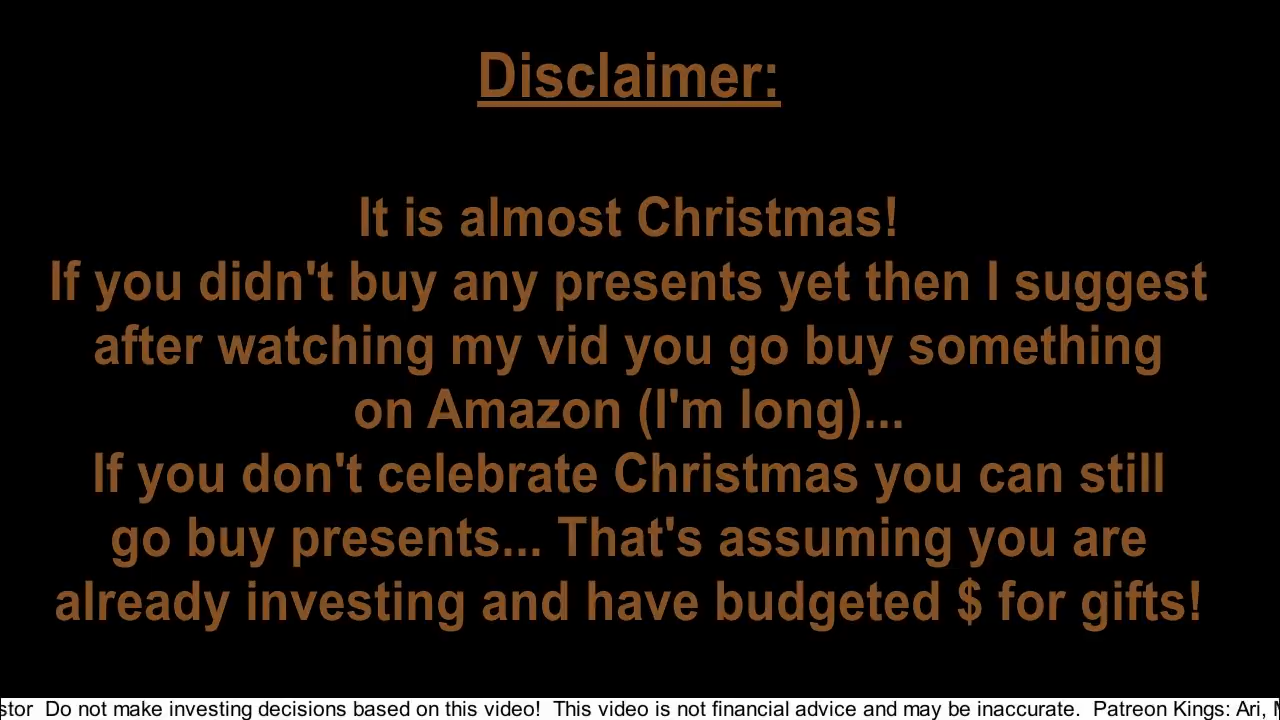 Disclaimer:
It is almost Christmas!
If you didn't buy any presents yet then I suggest
after watching my vid you go buy something
on Amazon (I'm long)...
If you don't celebrate Christmas you can still
go buy presents... That's assuming you are
already investing and have budgeted $ for gifts!
stor  Do not make investing decisions based on this video!  This video is not financial advice and may be inaccurate.  Patreon Kings: Ari,